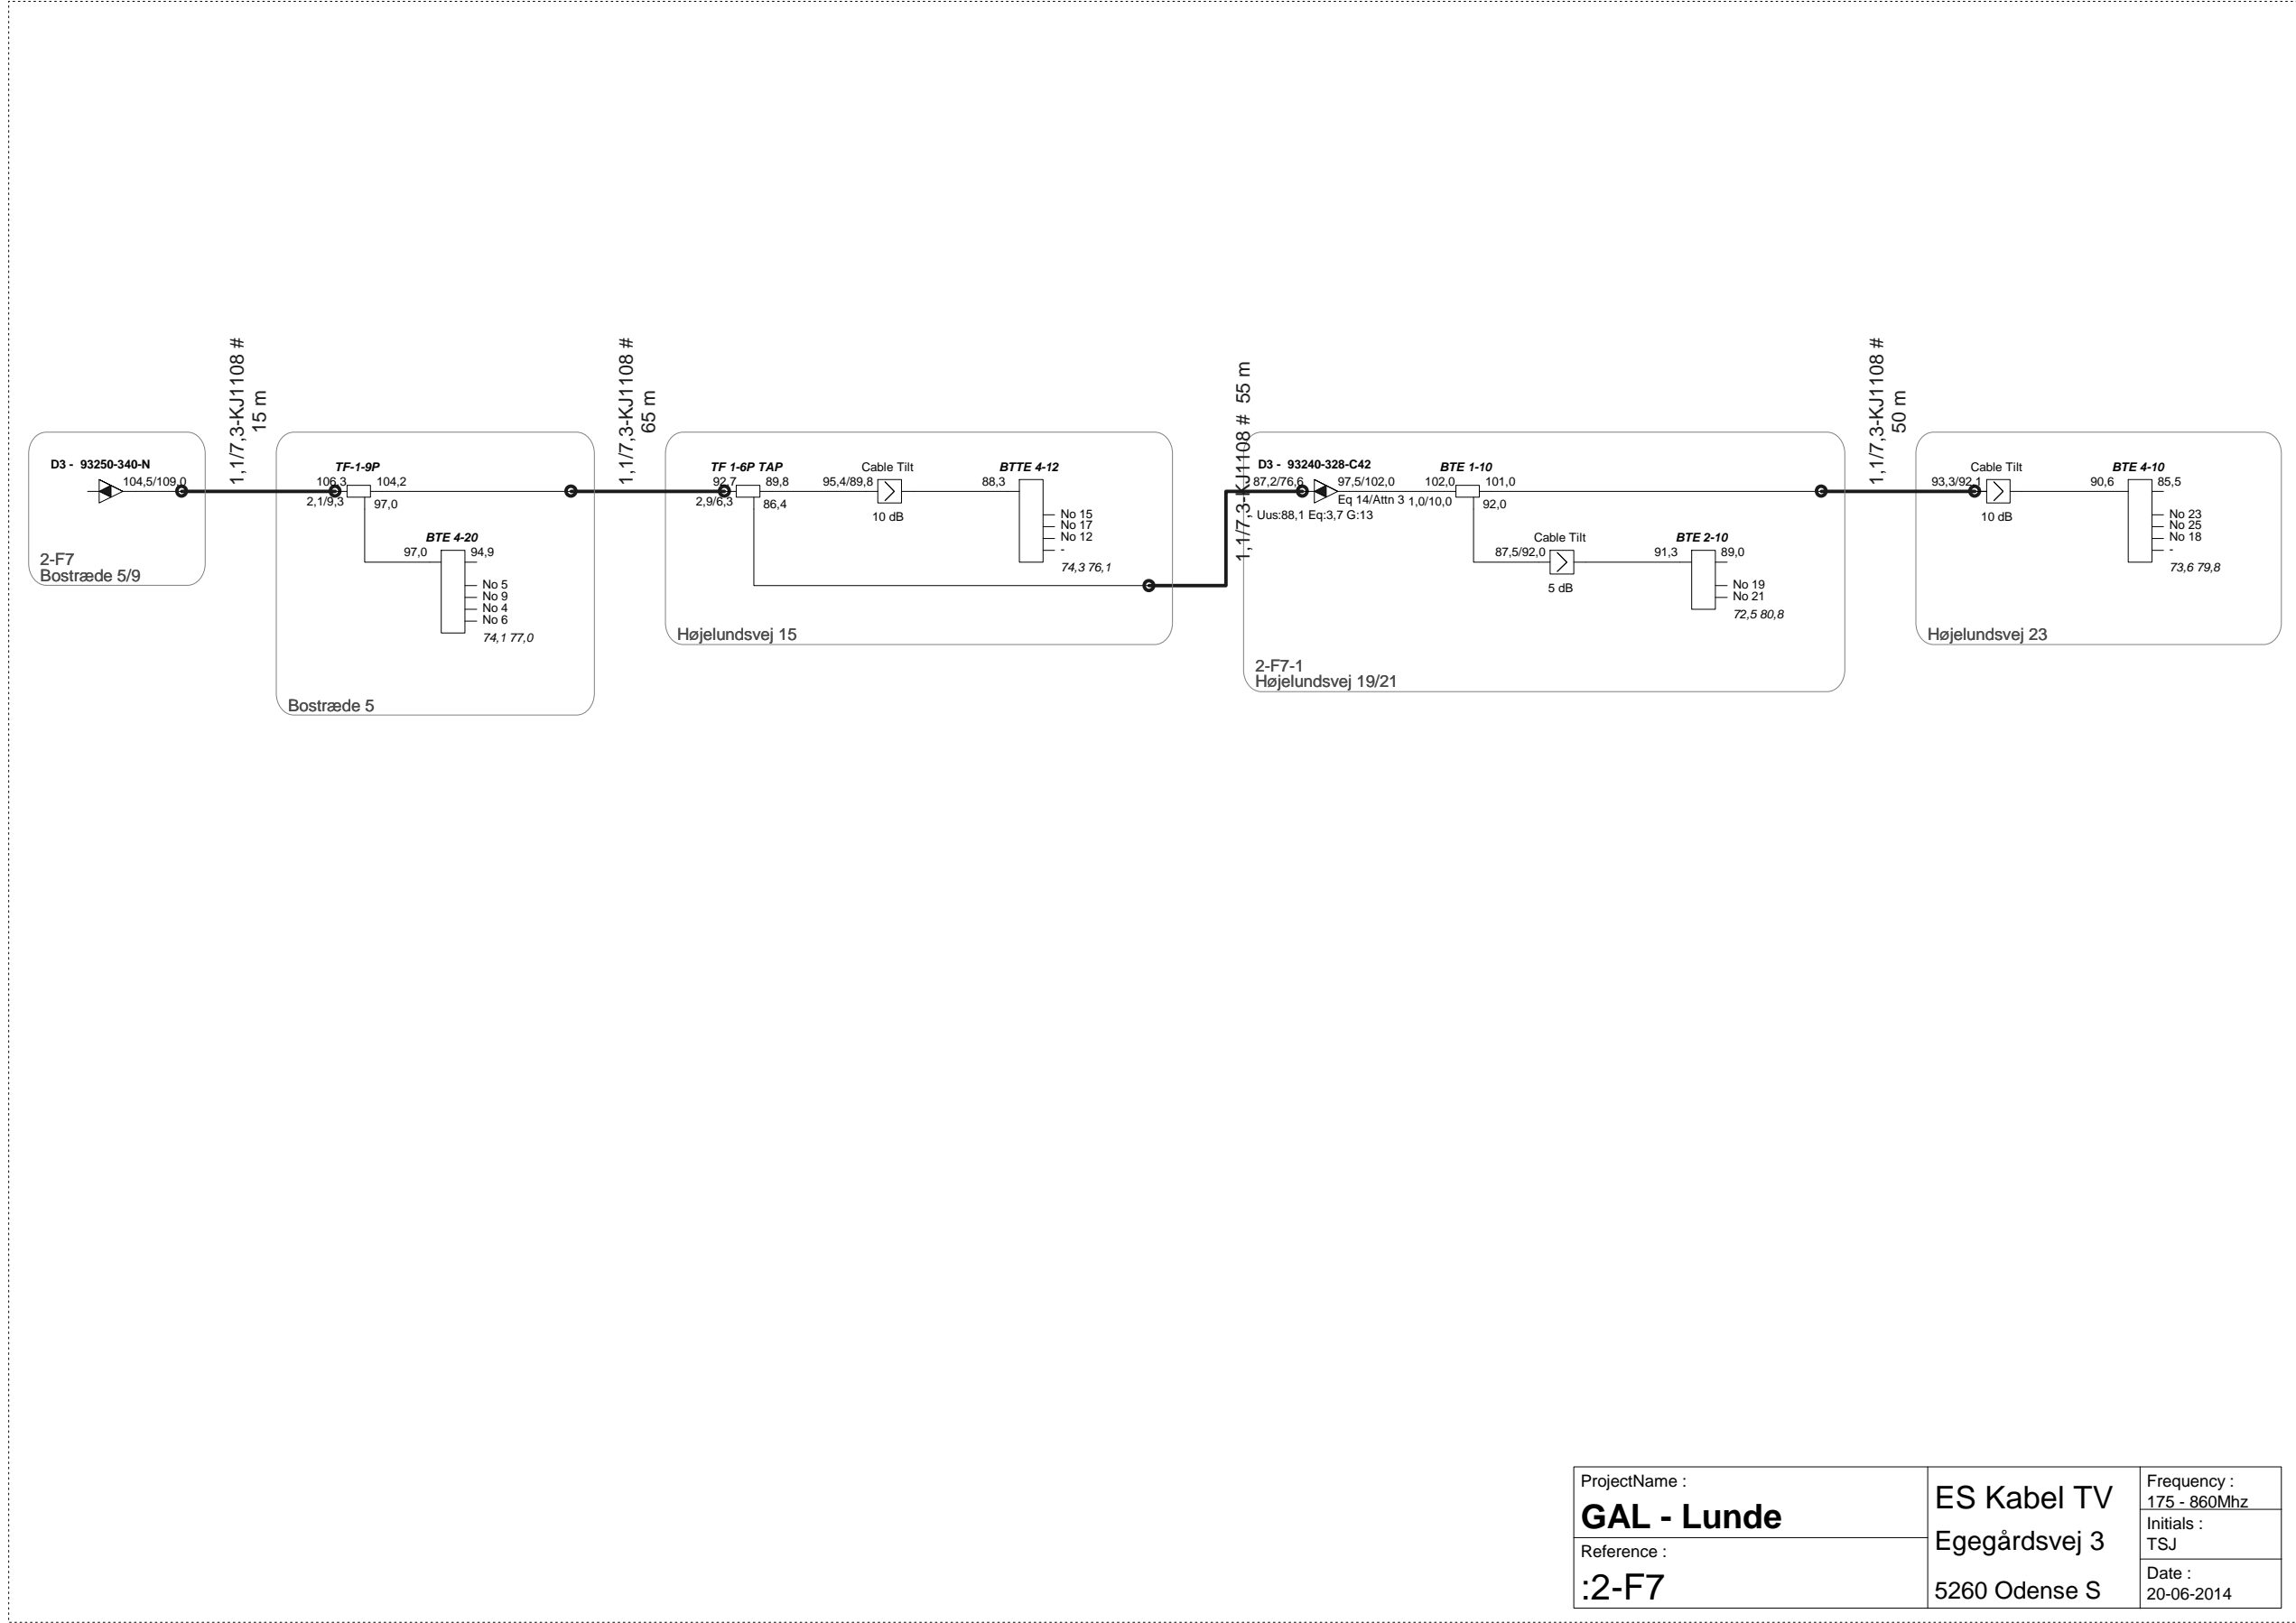 1,1/7,3-KJ1108 #
15 m
1,1/7,3-KJ1108 #
65 m
1,1/7,3-KJ1108 # 55 m
1,1/7,3-KJ1108 #
50 m
D3 - 93250-340-N
104,5/109,0
2-F7
Bostræde 5/9
TF-1-9P
106,3
104,2
2,1/9,3
97,0
BTE 4-20
97,0
94,9
No 5
No 9
No 4
No 6
74,1 77,0
Bostræde 5
TF 1-6P TAP
92,7
89,8
2,9/6,3
86,4
Cable Tilt
95,4/89,8
10 dB
BTTE 4-12
88,3
No 15
No 17
No 12
-
74,3 76,1
Højelundsvej 15
D3 - 93240-328-C42
87,2/76,6
97,5/102,0
Eq 14/Attn 3
Uus:88,1 Eq:3,7 G:13
BTE 1-10
102,0
101,0
1,0/10,0
92,0
Cable Tilt
87,5/92,0
5 dB
BTE 2-10
91,3
89,0
No 19
No 21
72,5 80,8
2-F7-1
Højelundsvej 19/21
Cable Tilt
93,3/92,1
10 dB
BTE 4-10
90,6
85,5
No 23
No 25
No 18
-
73,6 79,8
Højelundsvej 23
ProjectName :
GAL - Lunde
Reference :
:2-F7
ES Kabel TV
Egegårdsvej 3
5260 Odense S
Frequency :
175 - 860Mhz
Initials :
TSJ
Date :
20-06-2014